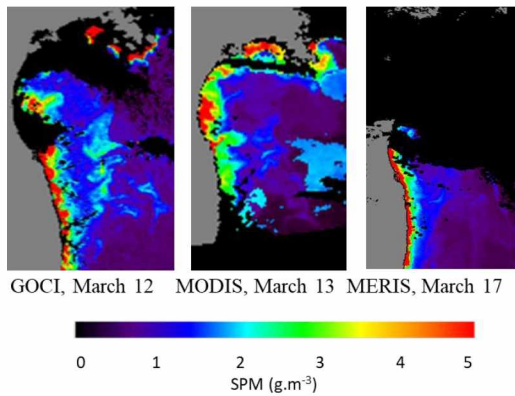 GOCI, March 12 MODIS, March 13 MERIS, March 17
0 1 2 3 4 5
SPM (g.m⁻³)